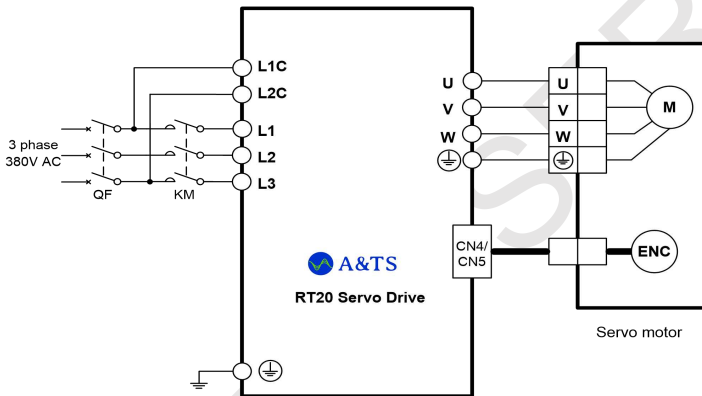 L1C
L2C
3 phase
380V AC
L1
L2
L3
QF
KM
U
V
W
U
V
W
M
CN4/
CN5
ENC
A&TS
RT20 Servo Drive
Servo motor